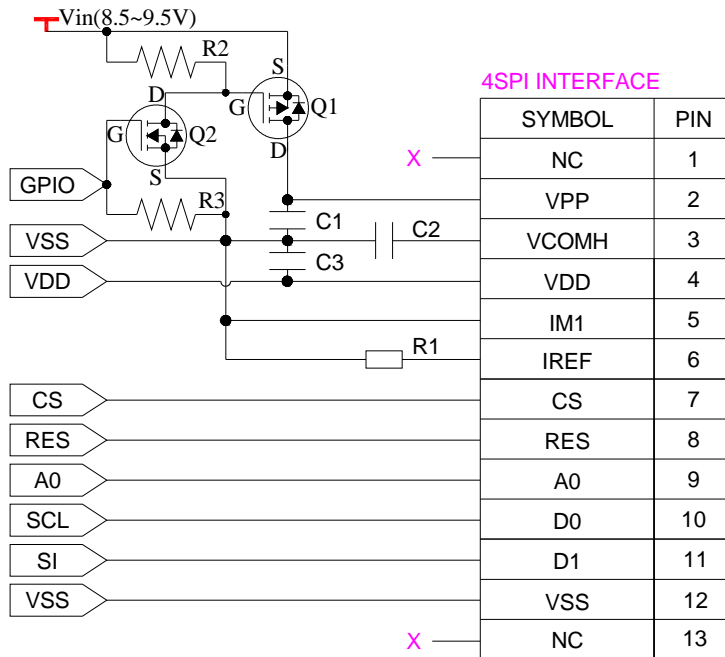 Vin(8.5~9.5V)
R2
S
G
Q1
D
D
G
Q2
S
GPIO
R3
C1
VSS
C2
C3
VDD
R1
CS
RES
A0
SCL
SI
VSS
X
X
4SPI INTERFACE
SYMBOL PIN
NC 1
VPP 2
VCOMH 3
VDD 4
IM1 5
IREF 6
CS 7
RES 8
A0 9
D0 10
D1 11
VSS 12
NC 13